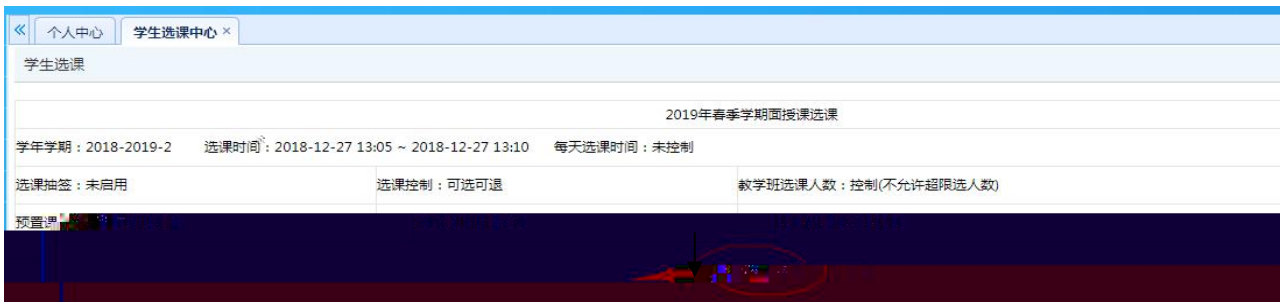 个人中心 学生选课中心 ×
学生选课
2019年春季学期面授课选课
学年学期：2018-2019-2 选课时间：2018-12-27 13:05 ~ 2018-12-27 13:10 每天选课时间：未控制
选课抽签：未启用 选课控制：可选可退 教学班选课人数：控制(不允许超限选人数)
预置课